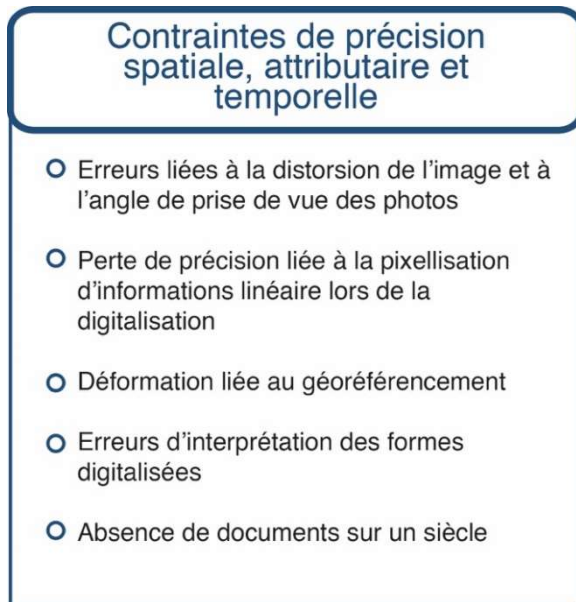 Contraintes de précision
spatiale, attributaire et
temporelle
Erreurs liées à la distorsion de l'image et à
l'angle de prise de vue des photos
Perte de précision liée à la pixellisation
d'informations linéaire lors de la
digitalisation
Déformation liée au géoréférencement
Erreurs d'interprétation des formes
digitalisées
Absence de documents sur un siècle